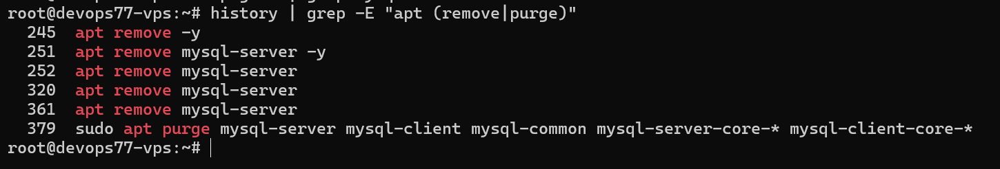 root@devops77-vps:~# history | grep -E "apt (remove|purge)"
  245  apt remove -y
  251  apt remove mysql-server -y
  252  apt remove mysql-server
  320  apt remove mysql-server
  361  apt remove mysql-server
  379  sudo apt purge mysql-server mysql-client mysql-common mysql-server-core-* mysql-client-core-*
root@devops77-vps:~#